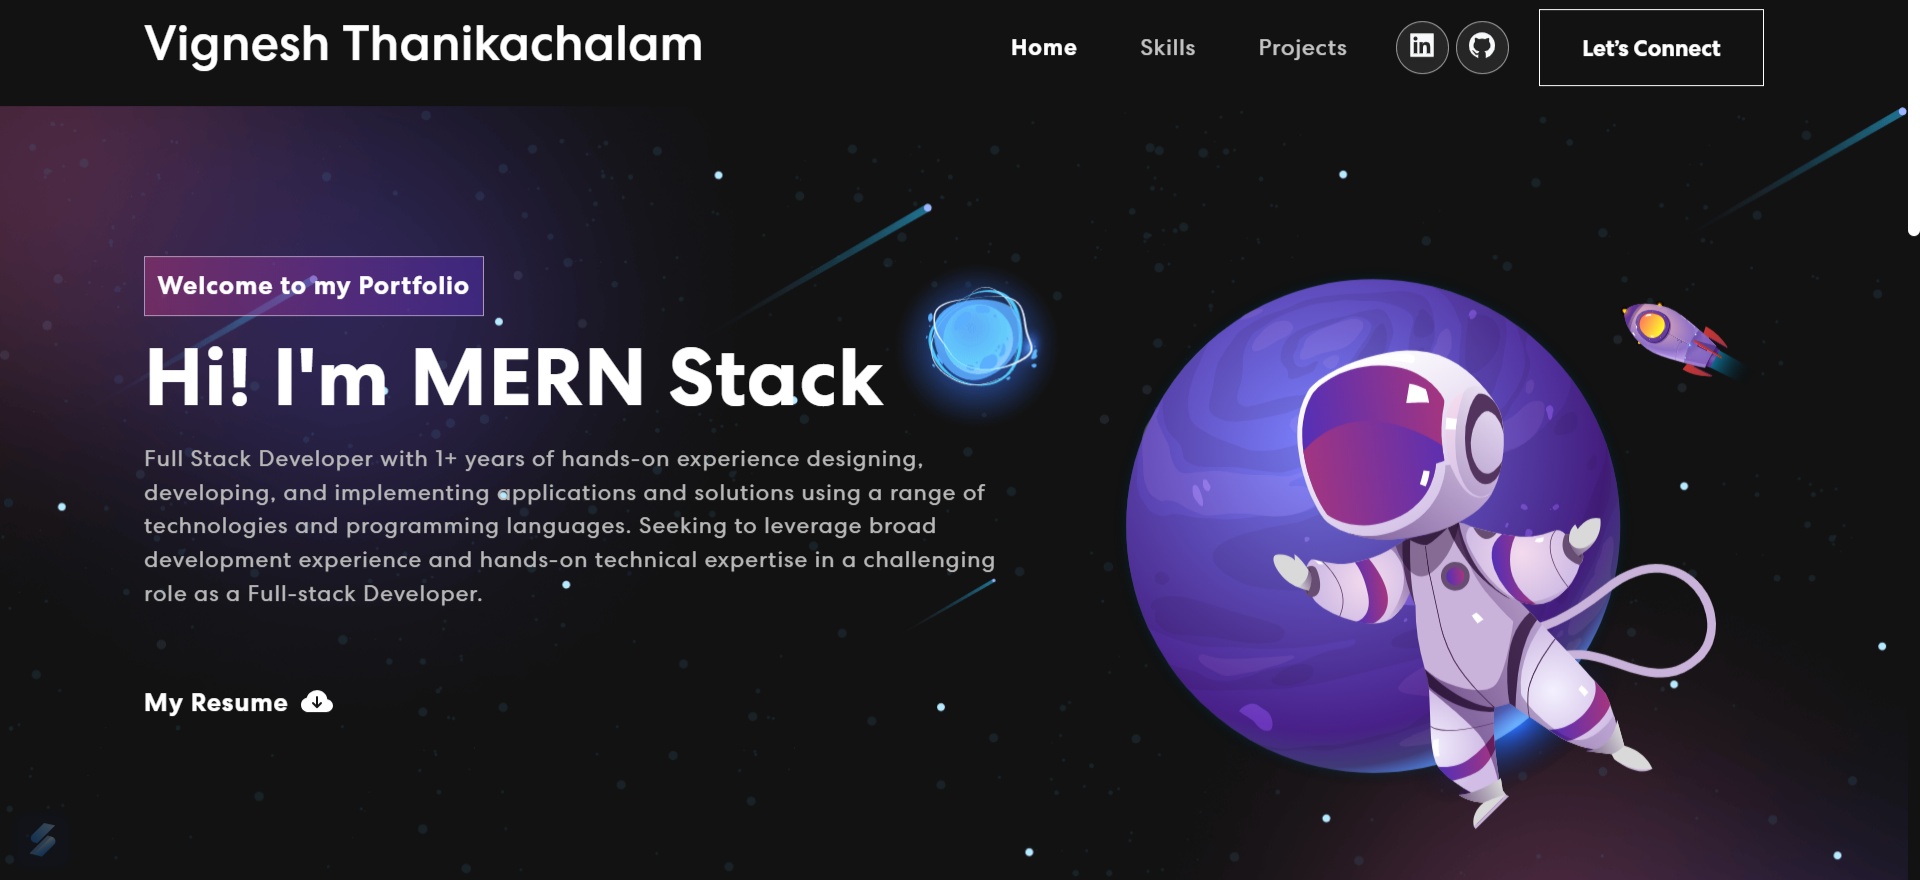 Vignesh Thanikachalam
Home
Skills
Projects
in
Let's Connect
Welcome to my Portfolio
Hi! I'm MERN Stack
Full Stack Developer with 1+ years of hands-on experience designing,
developing, and implementing applications and solutions using a range of
technologies and programming languages. Seeking to leverage broad
development experience and hands-on technical expertise in a challenging
role as a Full-stack Developer.
My Resume